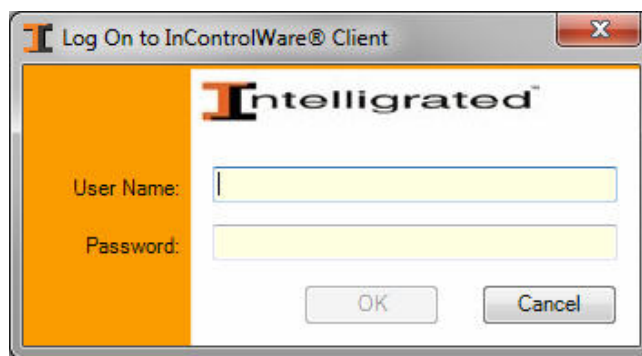 Log On to InControlWare® Client
Intelligrated™
User Name:
Password:
OK
Cancel